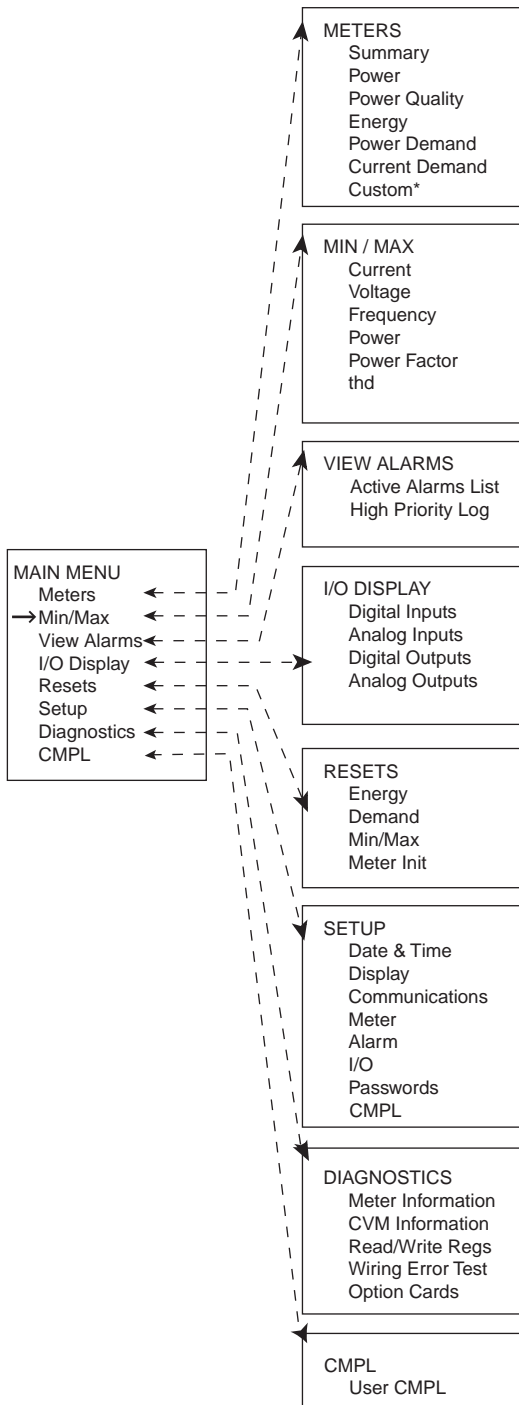 METERS
Summary
Power
Power Quality
Energy
Power Demand
Current Demand
Custom*
MIN / MAX
Current
Voltage
Frequency
Power
Power Factor
thd
VIEW ALARMS
Active Alarms List
High Priority Log
MAIN MENU
Meters
Min/Max
View Alarms
I/O Display
Resets
Setup
Diagnostics
CMPL
I/O DISPLAY
Digital Inputs
Analog Inputs
Digital Outputs
Analog Outputs
RESETS
Energy
Demand
Min/Max
Meter Init
SETUP
Date & Time
Display
Communications
Meter
Alarm
I/O
Passwords
CMPL
DIAGNOSTICS
Meter Information
CVM Information
Read/Write Regs
Wiring Error Test
Option Cards
CMPL
User CMPL